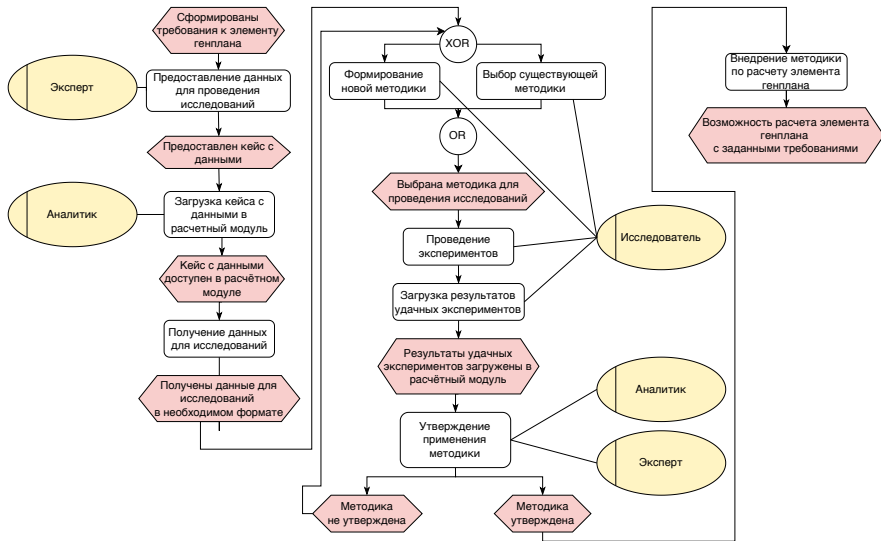 Сформированы
требования к элементу
генплана
Эксперт
Предоставление данных
для проведения
исследований
Предоставлен кейс с
данными
Аналитик
Загрузка кейса с
данными в
расчетный модуль
Кейс с данными
доступен в расчётном
модуле
Получение данных
для исследований
Получены данные для
исследований
в необходимом формате
XOR
Формирование
новой методики
Выбор существующей
методики
OR
Выбрана методика для
проведения исследований
Проведение
экспериментов
Исследователь
Загрузка результатов
удачных экспериментов
Результаты удачных
экспериментов загружены в
расчётный модуль
Утверждение
применения
методики
Аналитик
Эксперт
Методика
не утверждена
Методика
утверждена
Внедрение методики
по расчету элемента
генплана
Возможность расчета элемента
генплана
с заданными требованиями